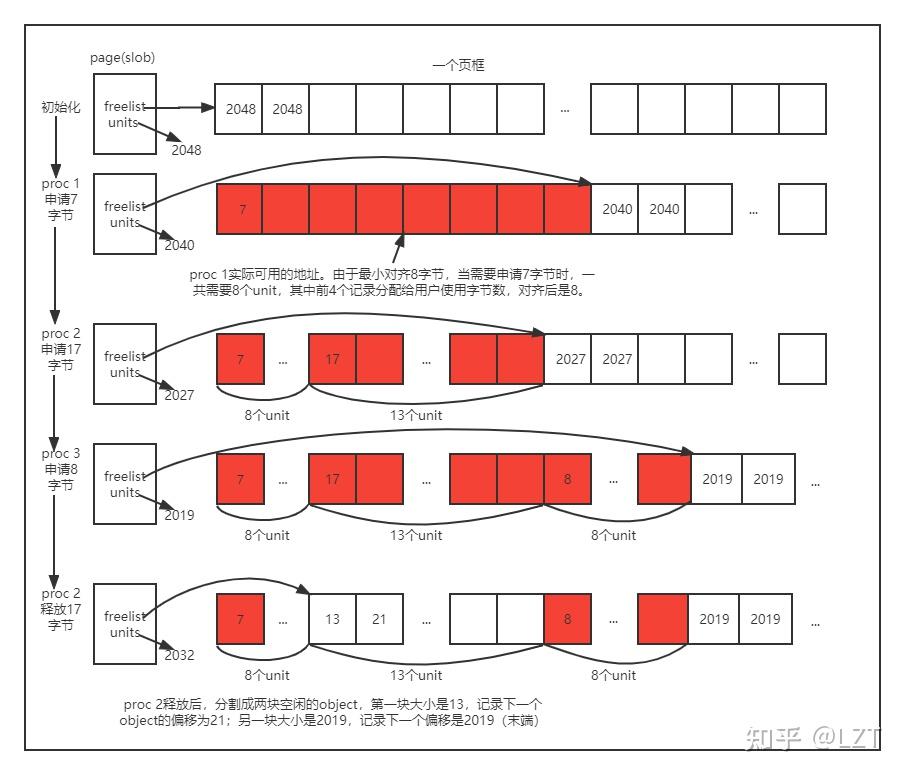 page(slob)
一个页框
初始化
freelist
units
2048
2048 2048 ...
proc 1
申请7
字节
freelist
units
2040
7 2040 2040 ...
proc 1实际可用的地址。由于最小对齐8字节，当需要申请7字节时，一
共需要8个unit，其中前4个记录分配给用户使用字节数，对齐后是8。
proc 2
申请17
字节
freelist
units
2027
7 ... 17 ... 2027 2027 ...
8个unit 13个unit
proc 3
申请8
字节
freelist
units
2019
7 ... 17 ... 8 ... 2019 2019 ...
8个unit 13个unit 8个unit
proc 2
释放17
字节
freelist
units
2032
7 ... 13 21 ... 8 ... 2019 2019 ...
8个unit 13个unit 8个unit
proc 2释放后，分割成两块空闲的object，第一块大小是13，记录下一个
object的偏移为21；另一块大小是2019，记录下一个偏移是2019（末端）
知乎 @LZT